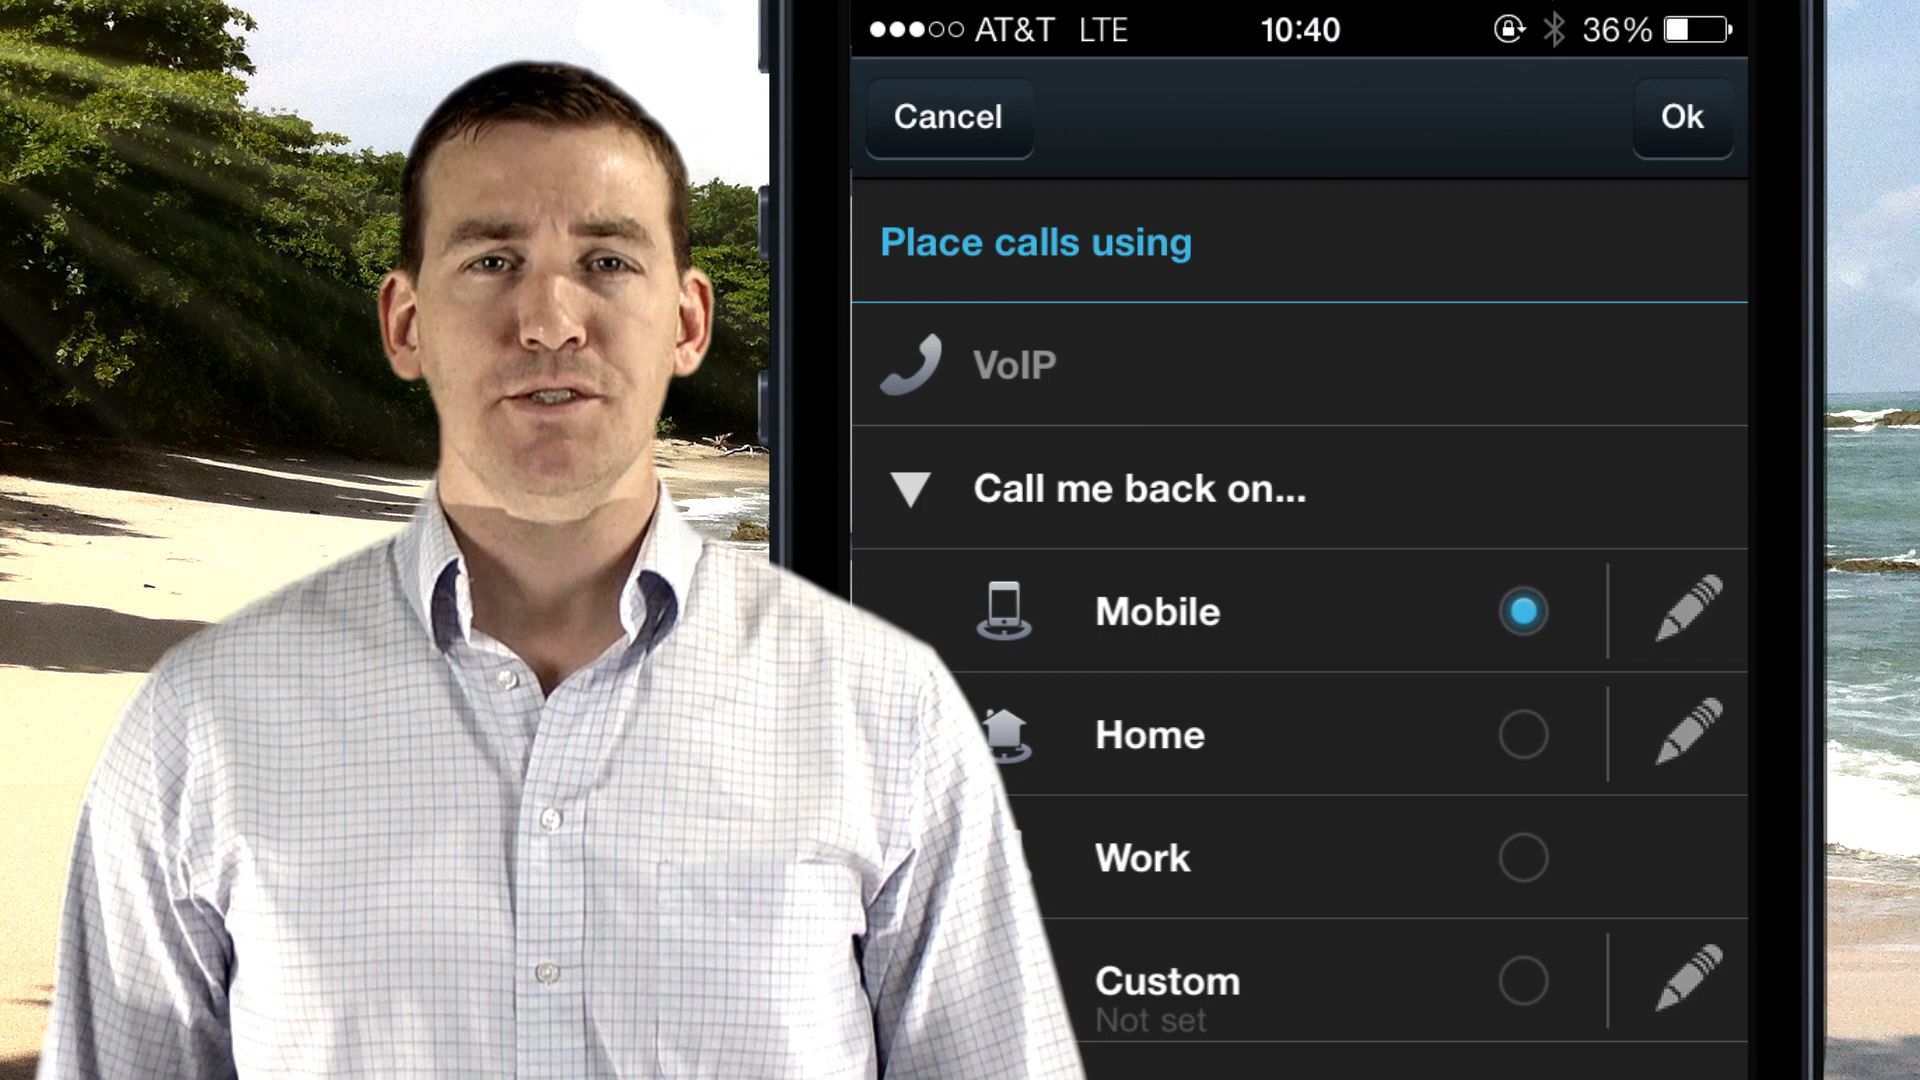 AT&T LTE 10:40 36%
Cancel Ok
Place calls using
VoIP
Call me back on...
Mobile
Home
Work
Custom
Not set